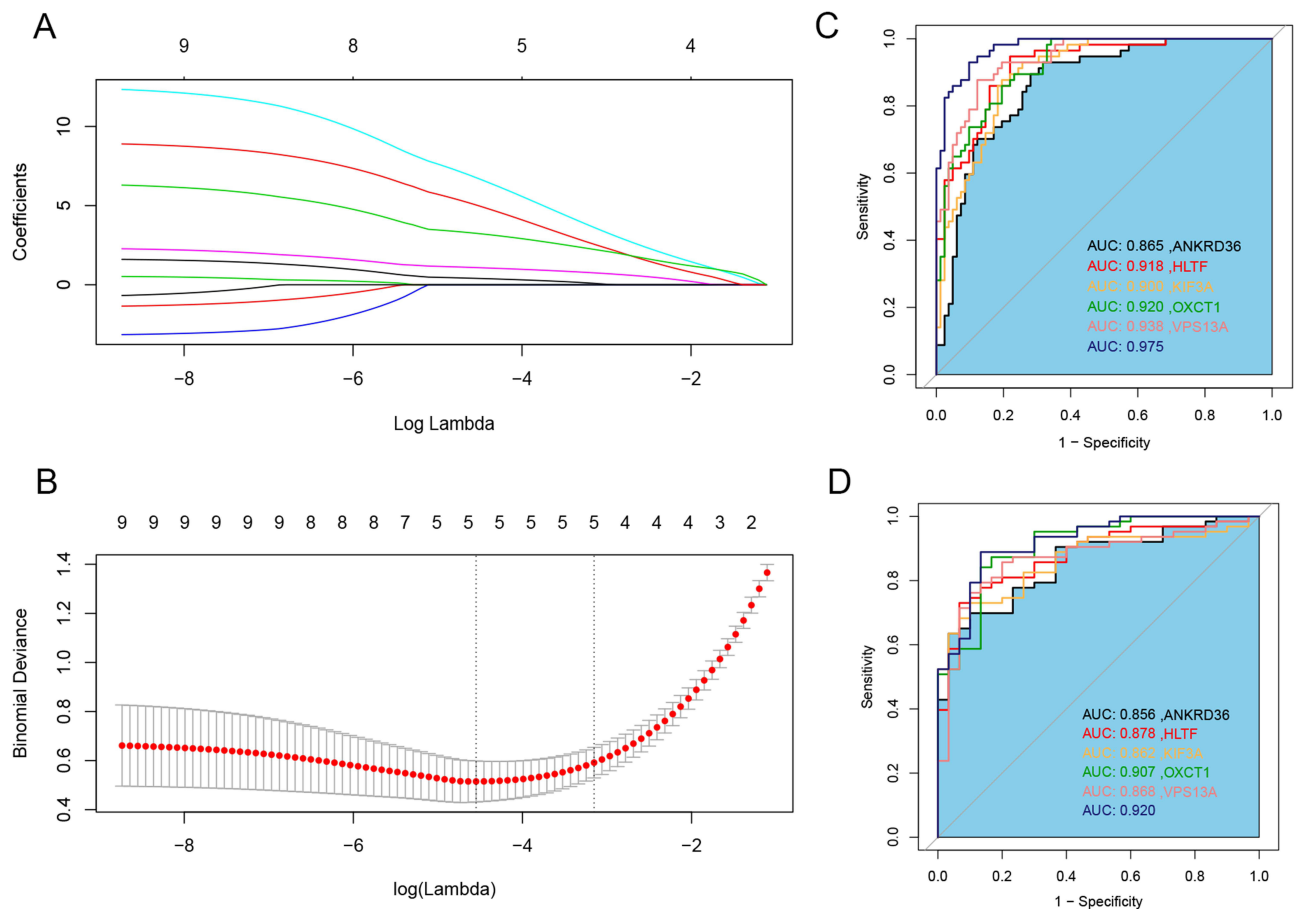 A
9 8 5 4
Coefficients
10
5
0
−8 −6 −4 −2
Log Lambda
B
9 9 9 9 9 9 8 8 8 7 5 5 5 5 5 5 4 4 4 3 2
Binomial Deviance
1.4
1.2
1.0
0.8
0.6
0.4
−8 −6 −4 −2
log(Lambda)
C
Sensitivity
1.0
0.8
0.6
0.4
0.2
0.0
AUC: 0.865 ,ANKRD36
AUC: 0.918 ,HLTF
AUC: 0.900 ,KIF3A
AUC: 0.920 ,OXCT1
AUC: 0.938 ,VPS13A
AUC: 0.975
0.0 0.2 0.4 0.6 0.8 1.0
1 − Specificity
D
Sensitivity
1.0
0.8
0.6
0.4
0.2
0.0
AUC: 0.856 ,ANKRD36
AUC: 0.878 ,HLTF
AUC: ,KIF3A
AUC: 0.907 ,OXCT1
AUC: 0.868 ,VPS13A
AUC: 0.920
0.0 0.2 0.4 0.6 0.8 1.0
1 − Specificity